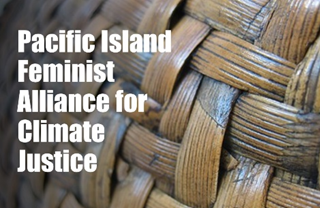 Pacific Island
Feminist
Alliance for
Climate
Justice